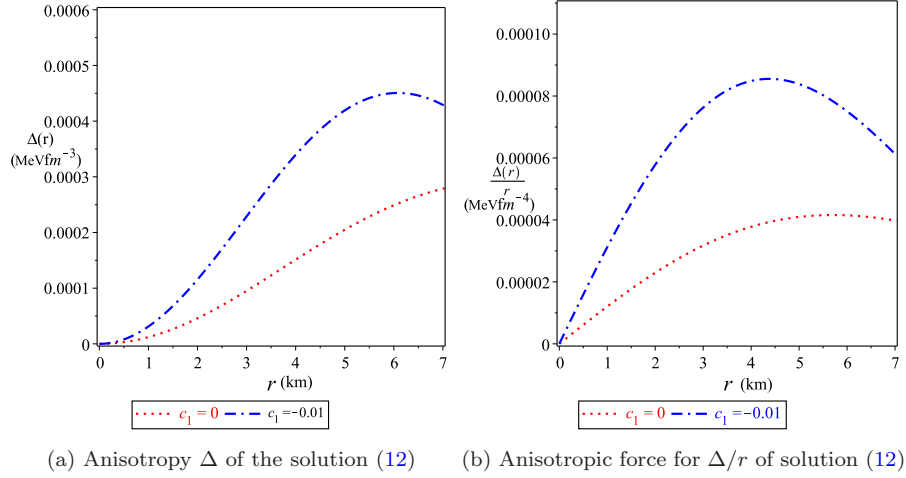 0.0006
0.0005
0.0004
Δ(r)
(MeVfm⁻³)
0.0003
0.0002
0.0001
0
0 1 2 3 4 5 6 7
r (km)
c₁ = 0 c₁ = −0.01
(a) Anisotropy Δ of the solution (12)
0.00010
0.00008
0.00006
Δ(r)
r
(MeVfm⁻⁴)
0.00004
0.00002
0
0 1 2 3 4 5 6 7
r (km)
c₁ = 0 c₁ = −0.01
(b) Anisotropic force for Δ/r of solution (12)